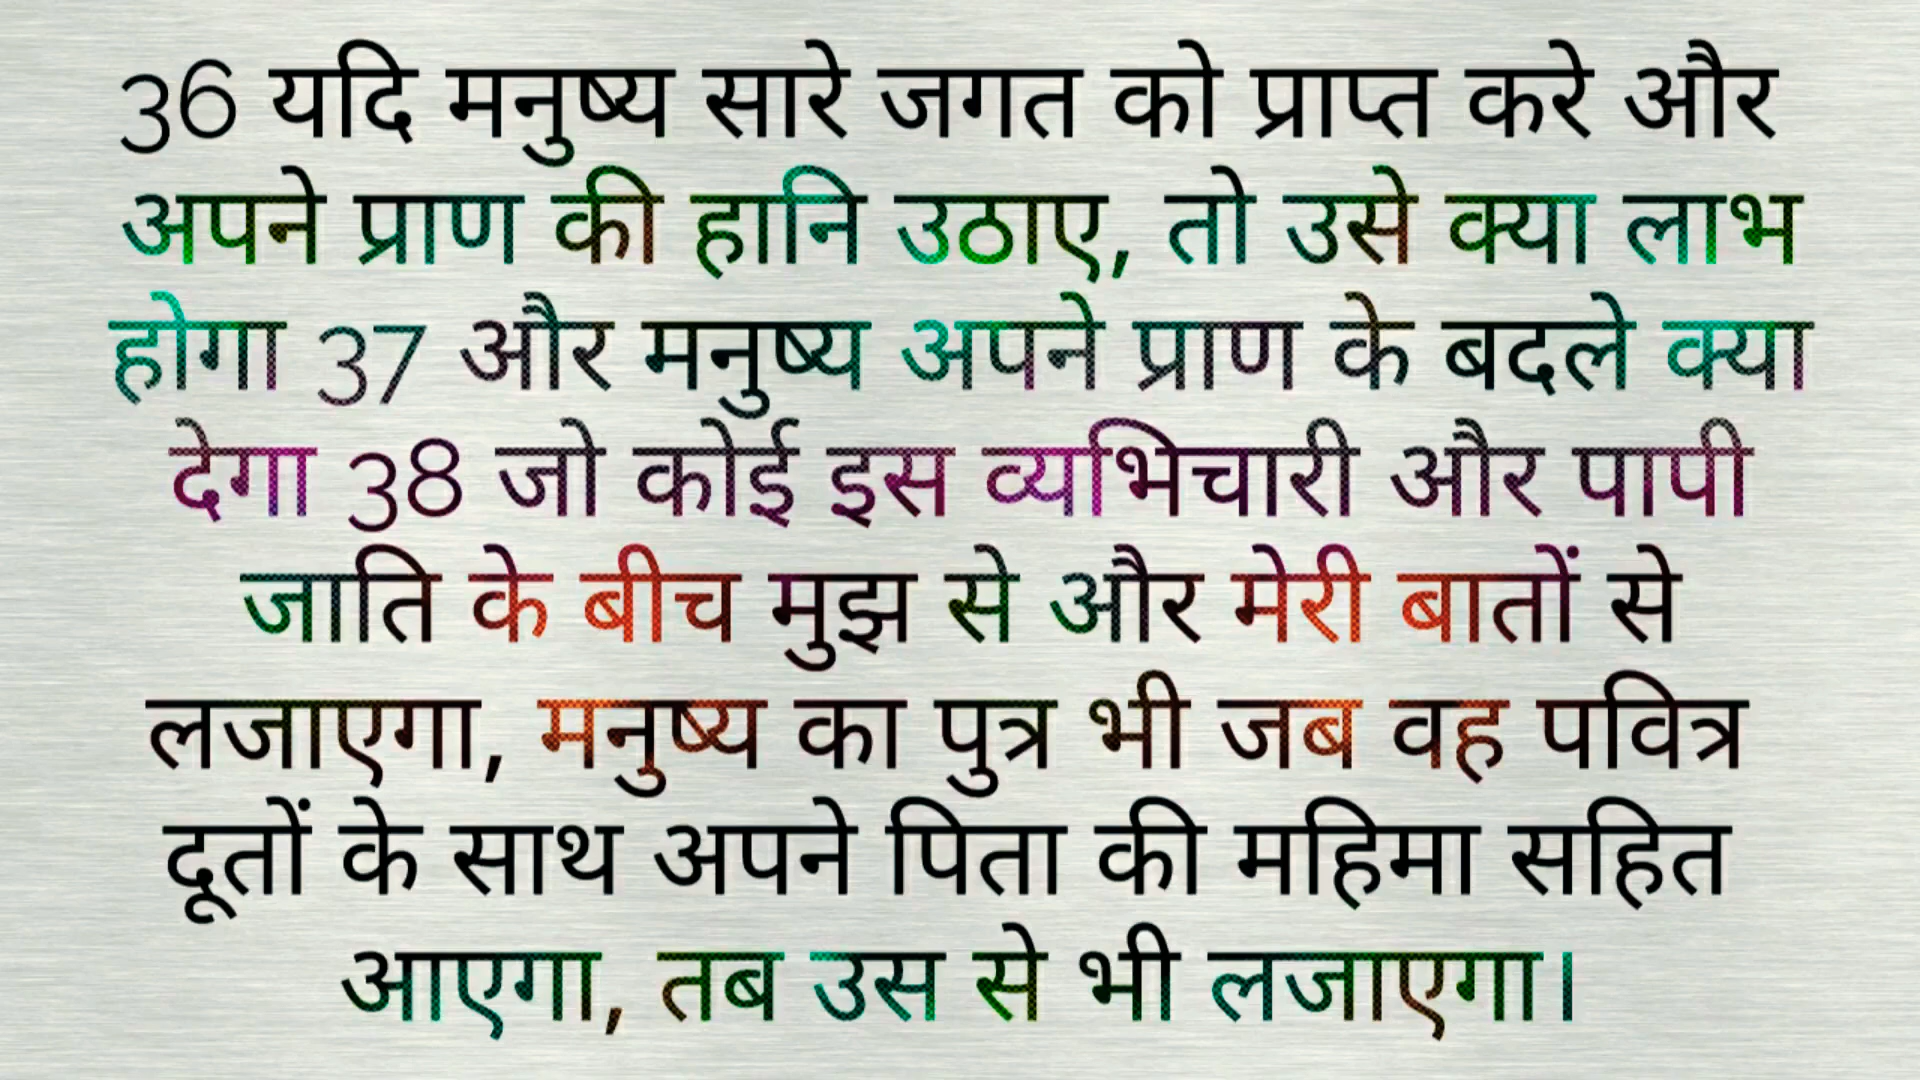 36 यदि मनुष्य सारे जगत को प्राप्त करे और
अपने प्राण की हानि उठाए, तो उसे क्या लाभ
होगा 37 और मनुष्य अपने प्राण के बदले क्या
देगा 38 जो कोई इस व्यभिचारी और पापी
जाति के बीच मुझ से और मेरी बातों से
लजाएगा, मनुष्य का पुत्र भी जब वह पवित्र
दूतों के साथ अपने पिता की महिमा सहित
आएगा, तब उस से भी लजाएगा।